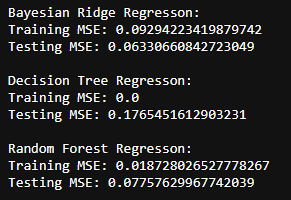 Bayesian Ridge Regresson:
Training MSE: 0.09294223419879742
Testing MSE: 0.06330660842723049
Decision Tree Regresson:
Training MSE: 0.0
Testing MSE: 0.1765451612903231
Random Forest Regresson:
Training MSE: 0.018728026527778267
Testing MSE: 0.07757629967742039